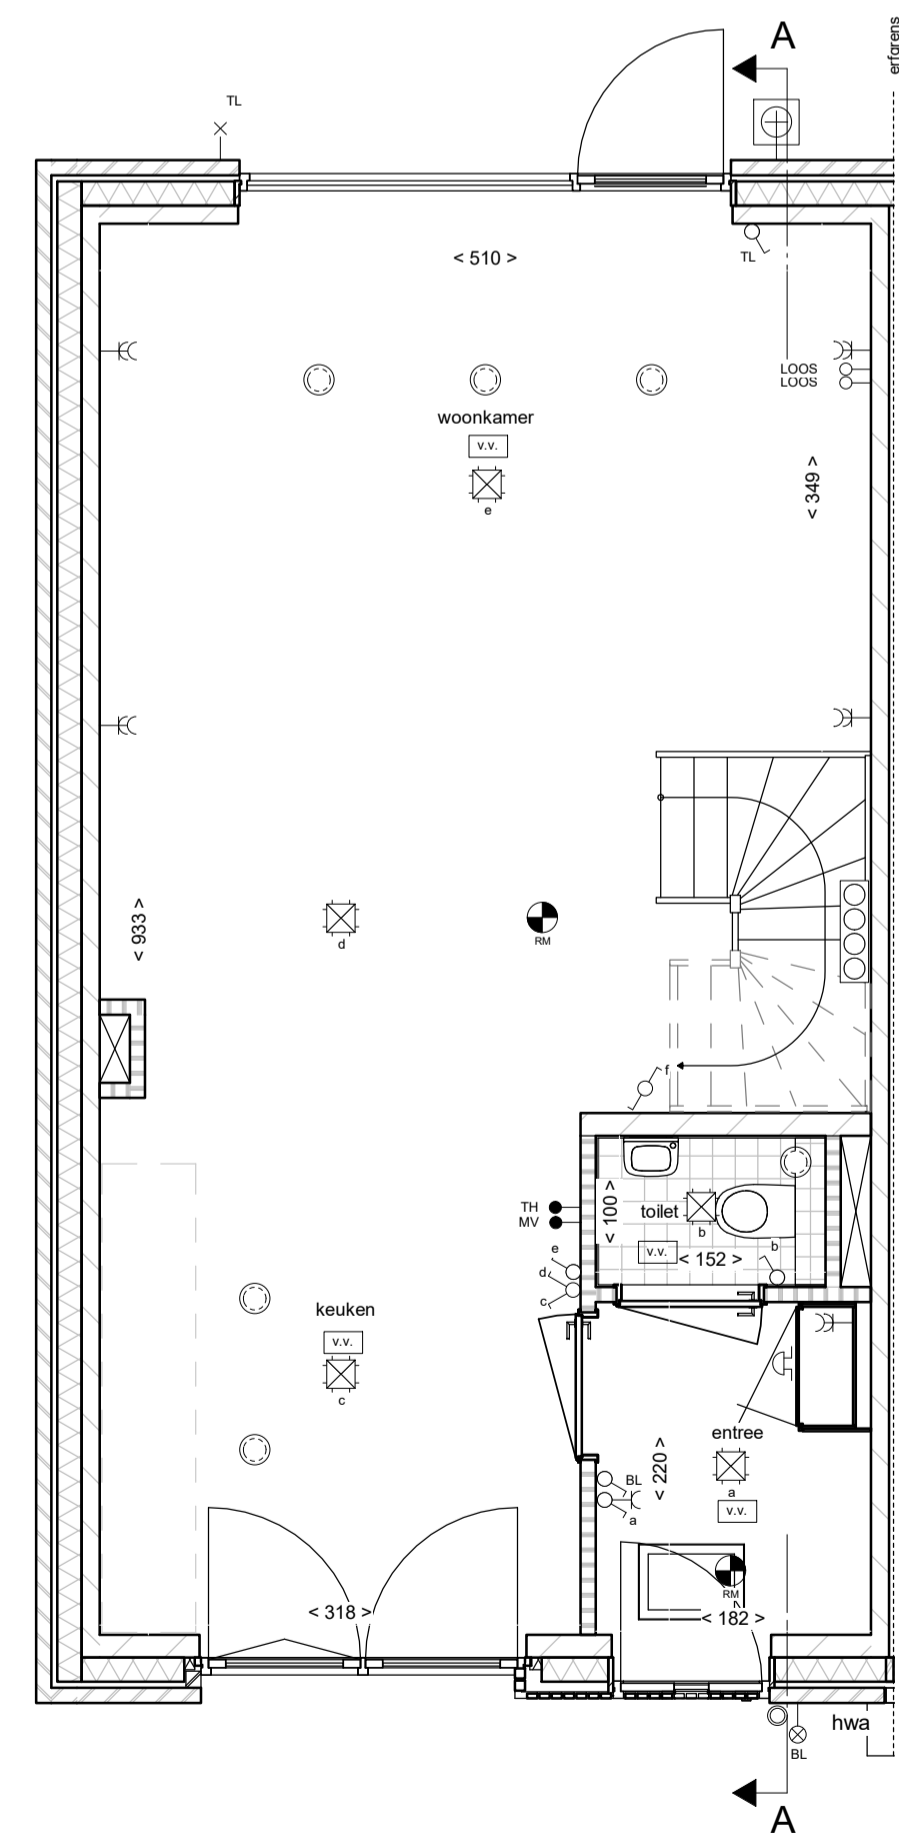 A
erfgrens
TL
< 510 >
TL
LOOS
LOOS
woonkamer
v.v.
e
< 349 >
< 933 >
d
RM
f
TH
MV
< 100 >
toilet
b
v.v.
< 152 >
b
e
d
c
keuken
v.v.
c
entree
a
v.v.
< 220 >
BL
a
RM
< 318 >
< 182 >
hwa
BL
A